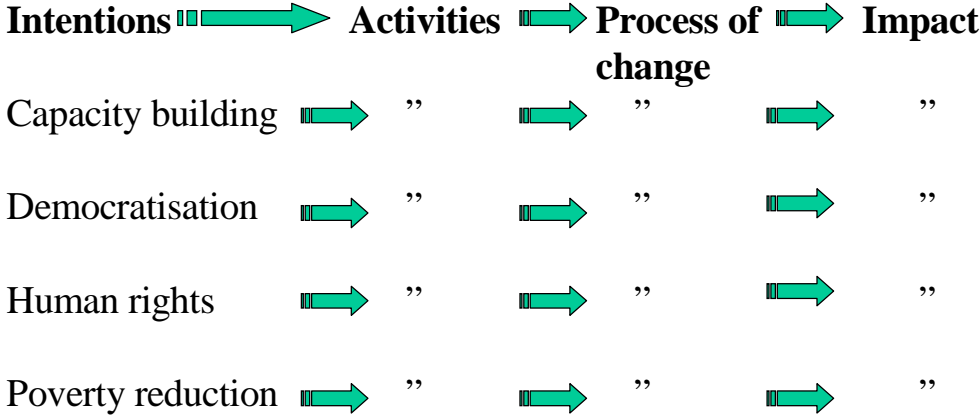 Intentions Activities Process of change Impact
Capacity building ” ” ”
Democratisation ” ” ”
Human rights ” ” ”
Poverty reduction ” ” ”